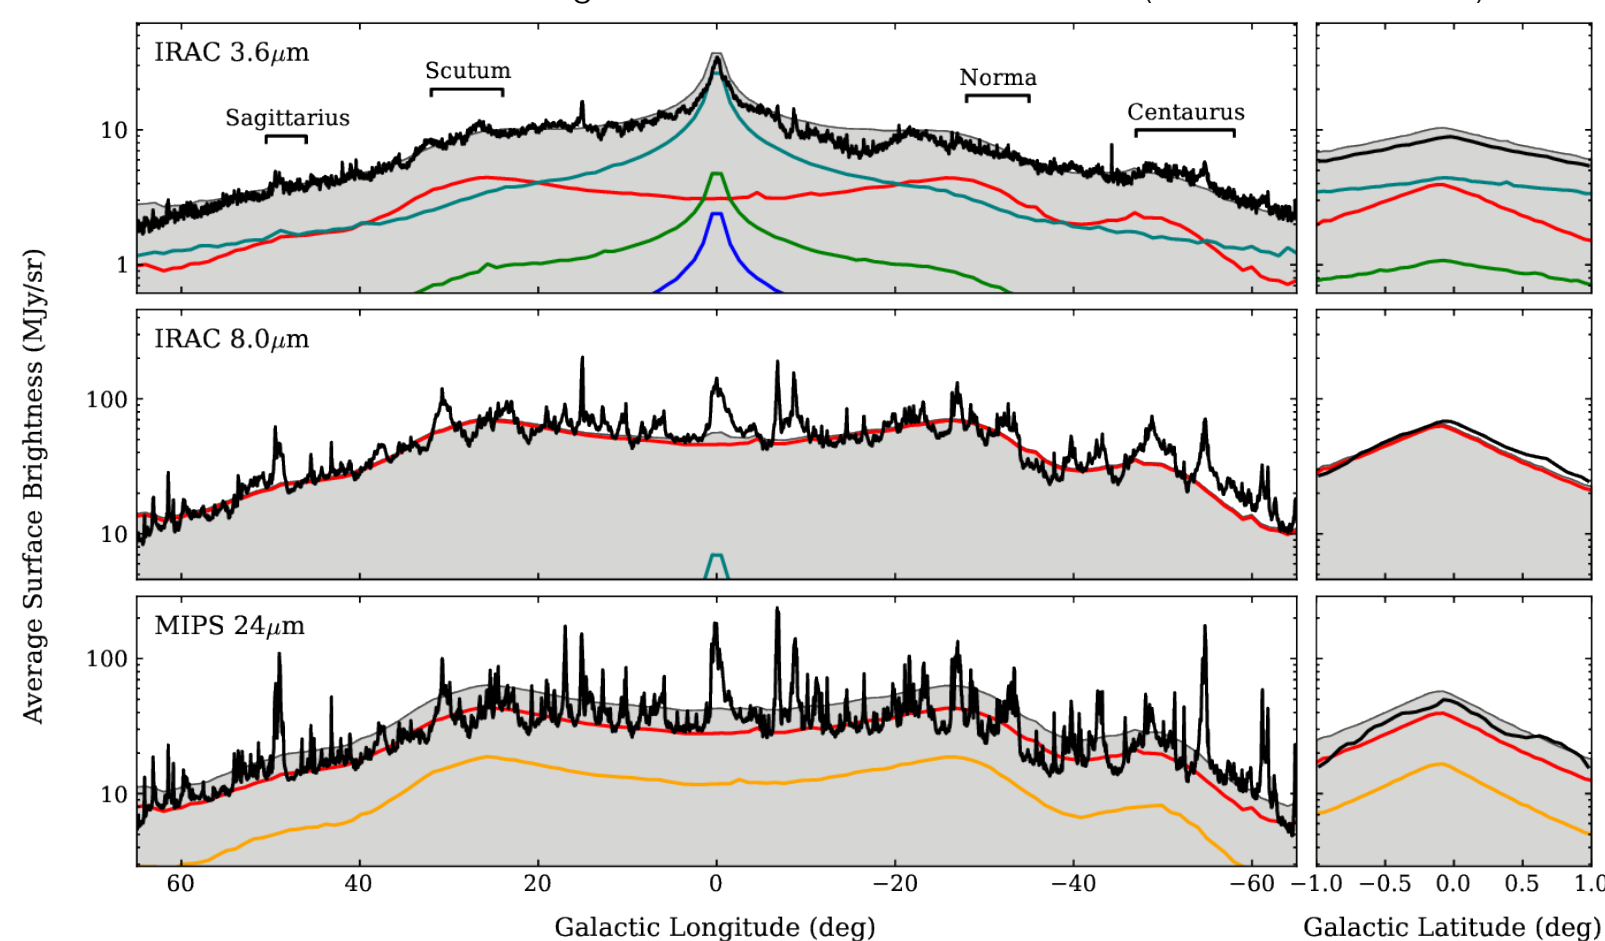 IRAC 3.6μm
Scutum
Norma
Sagittarius
Centaurus
10
1
IRAC 8.0μm
100
10
MIPS 24μm
100
10
Average Surface Brightness (MJy/sr)
60 40 20 0 −20 −40 −60 −1.0 −0.5 0.0 0.5 1.0
Galactic Longitude (deg) Galactic Latitude (deg)